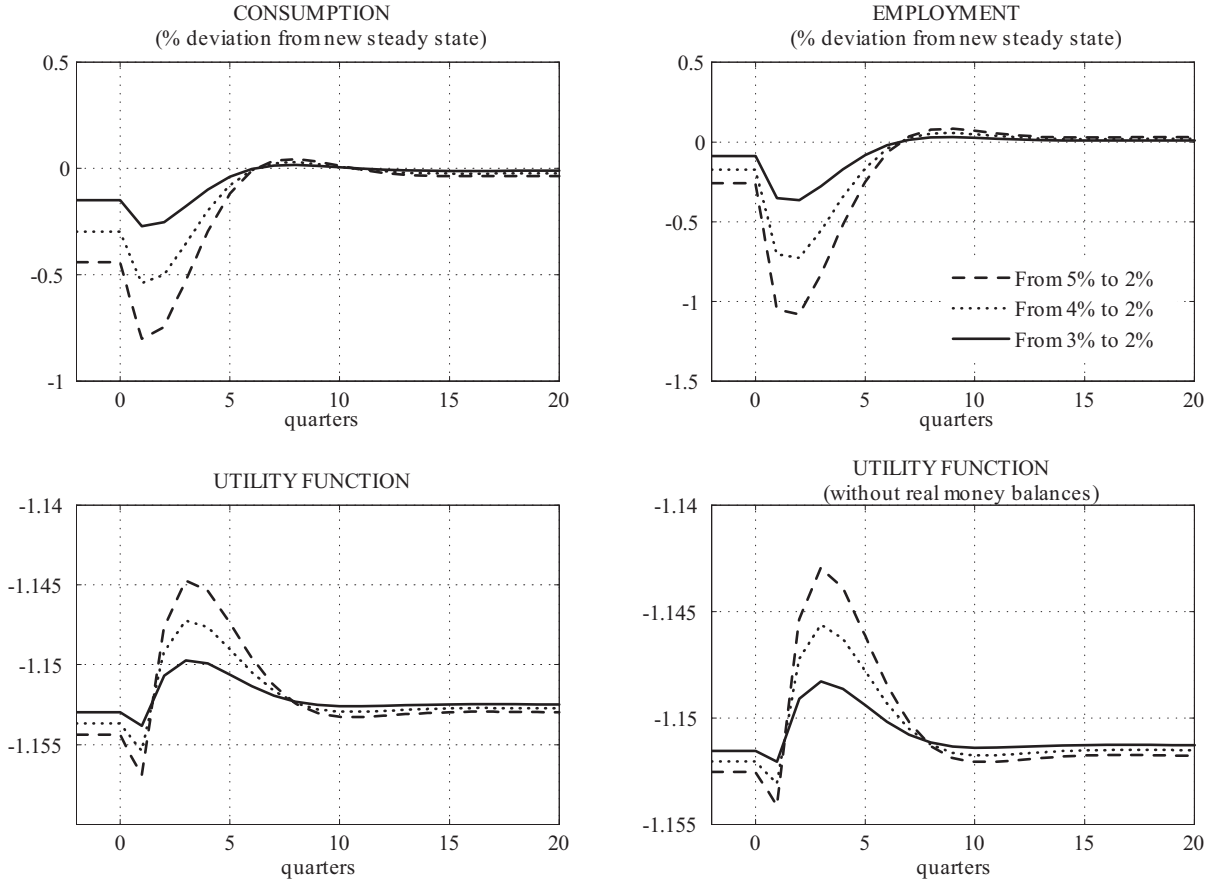 CONSUMPTION
(% deviation from new steady state)
0.5
0
-0.5
-1
0 5 10 15 20
quarters
EMPLOYMENT
(% deviation from new steady state)
0.5
0
-0.5
-1
-1.5
From 5% to 2%
From 4% to 2%
From 3% to 2%
0 5 10 15 20
quarters
UTILITY FUNCTION
-1.14
-1.145
-1.15
-1.155
0 5 10 15 20
quarters
UTILITY FUNCTION
(without real money balances)
-1.14
-1.145
-1.15
-1.155
0 5 10 15 20
quarters